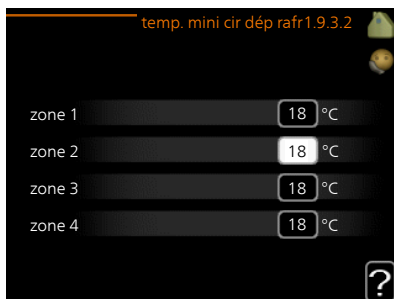 temp. mini cir dép rafr1.9.3.2
zone 1 18 °C
zone 2 18 °C
zone 3 18 °C
zone 4 18 °C
?